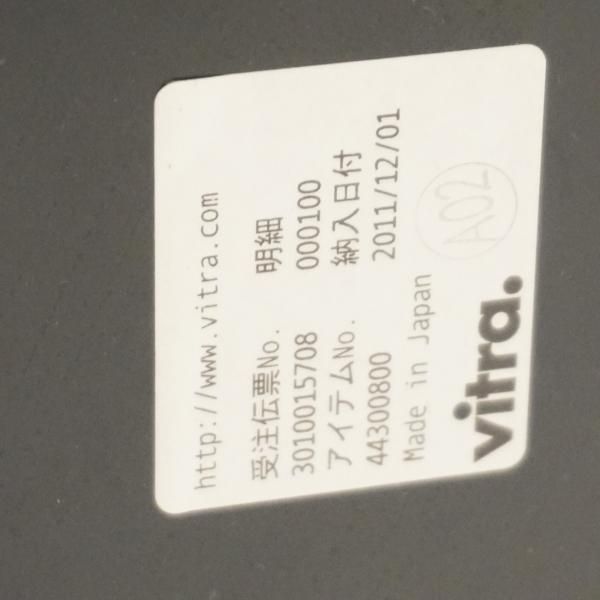 http://www.vitra.com
受注伝票No. 明細
3010015708 000100
アイテムNo. 納入日付
44300800 2011/12/01
Made in Japan
vitra. A02